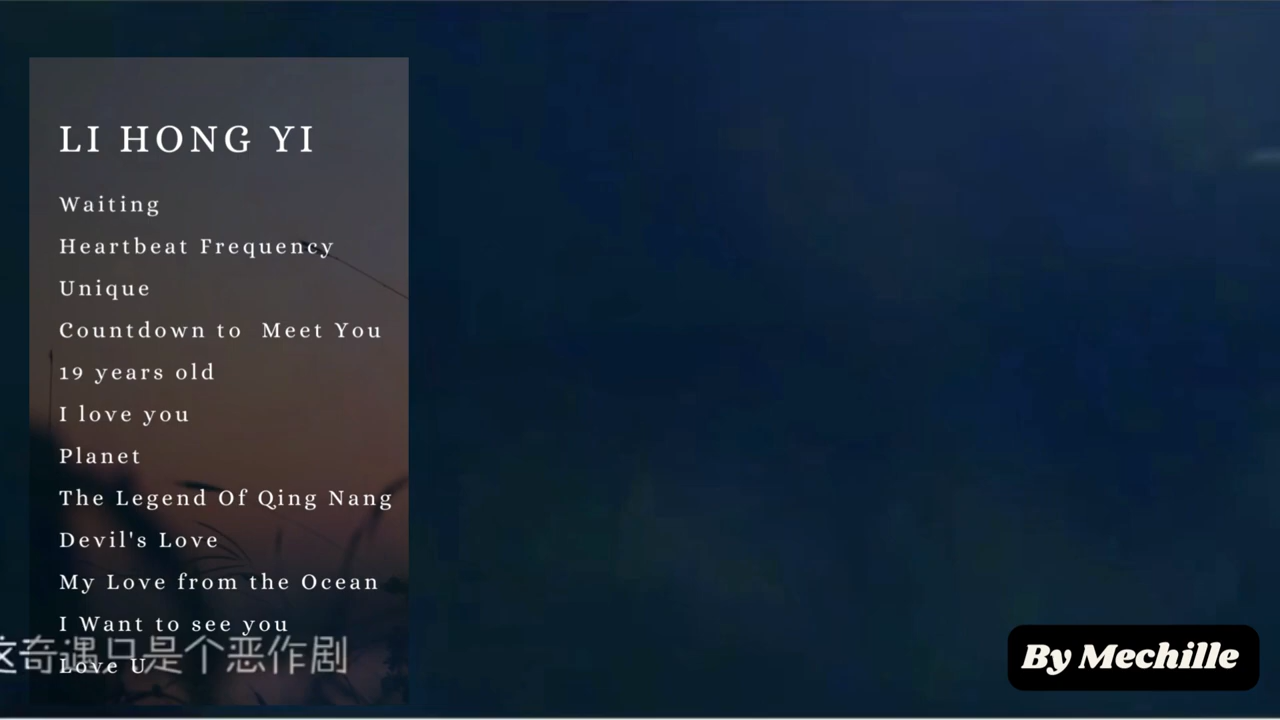 LI HONG YI
Waiting
Heartbeat Frequency
Unique
Countdown to  Meet You
19 years old
I love you
Planet
The Legend Of Qing Nang
Devil's Love
My Love from the Ocean
I Want to see you
这奇遇只是个恶作剧
Love U
By Mechille